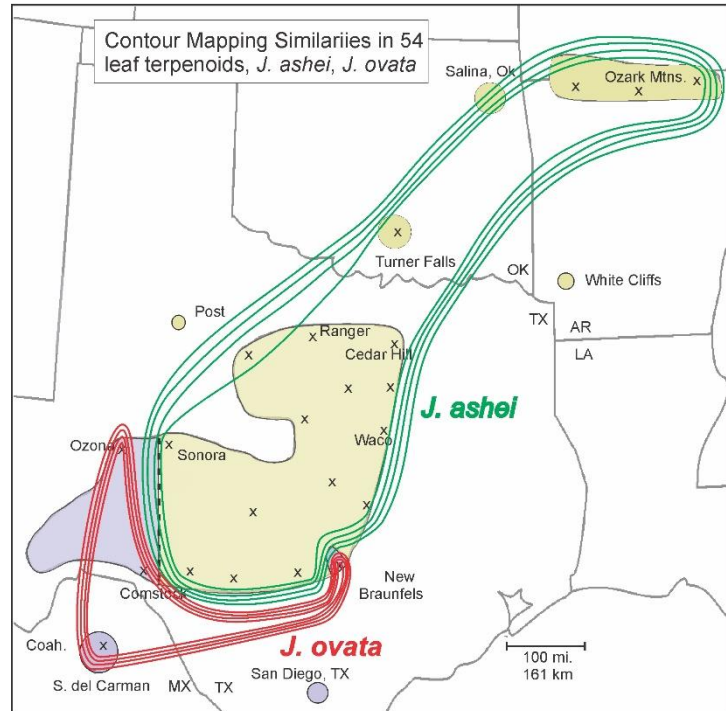 Contour Mapping Similariies in 54
leaf terpenoids, J. ashei, J. ovata
Salina, Ok
Ozark Mtns.
x
x
x
x
Turner Falls
OK
White Cliffs
TX
AR
LA
Post
Ranger
x
x
Cedar Hill
x
x
x
J. ashei
x
Waco
x
Ozona
x
x
Sonora
x
x
x
x
x
x
x
x
Comstock
New
Braunfels
J. ovata
Coah.
x
S. del Carman
MX
TX
San Diego, TX
100 mi.
161 km